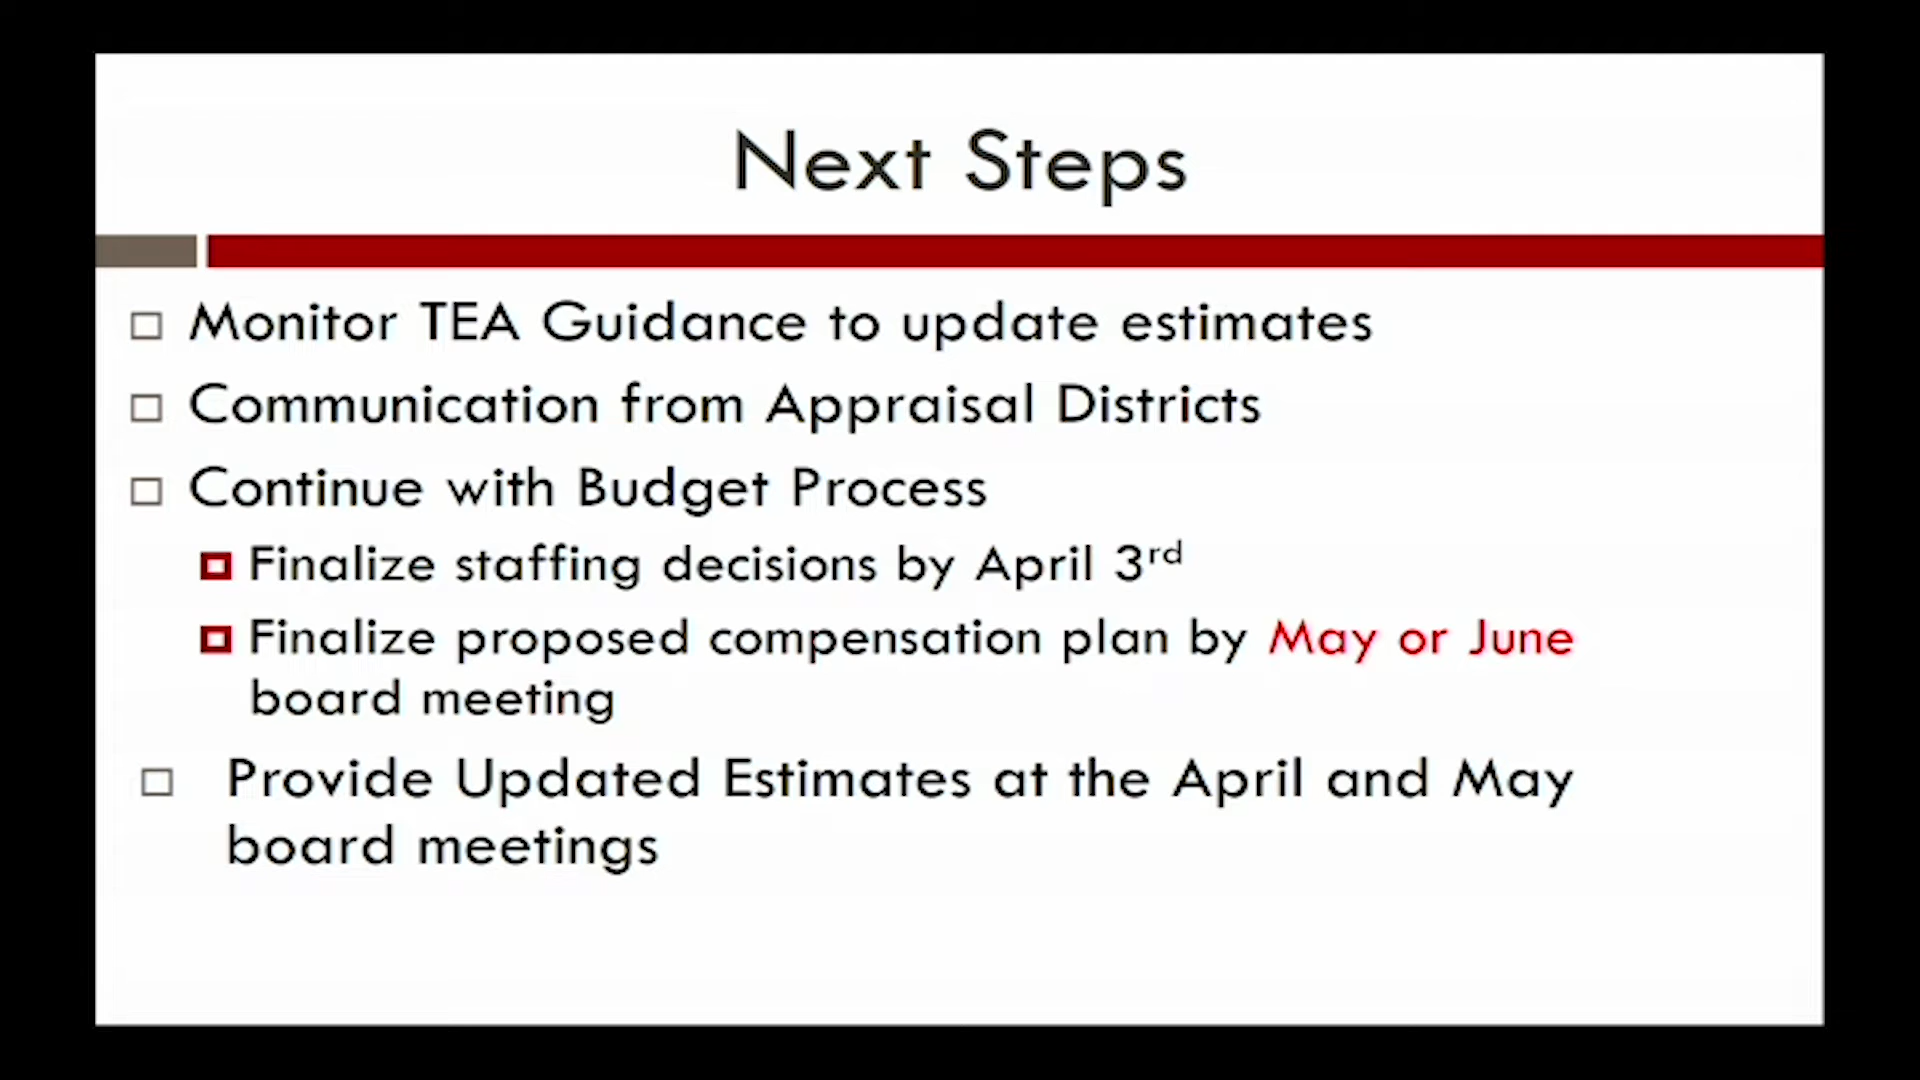 Next Steps
Monitor TEA Guidance to update estimates
Communication from Appraisal Districts
Continue with Budget Process
Finalize staffing decisions by April 3rd
Finalize proposed compensation plan by May or June
board meeting
Provide Updated Estimates at the April and May
board meetings